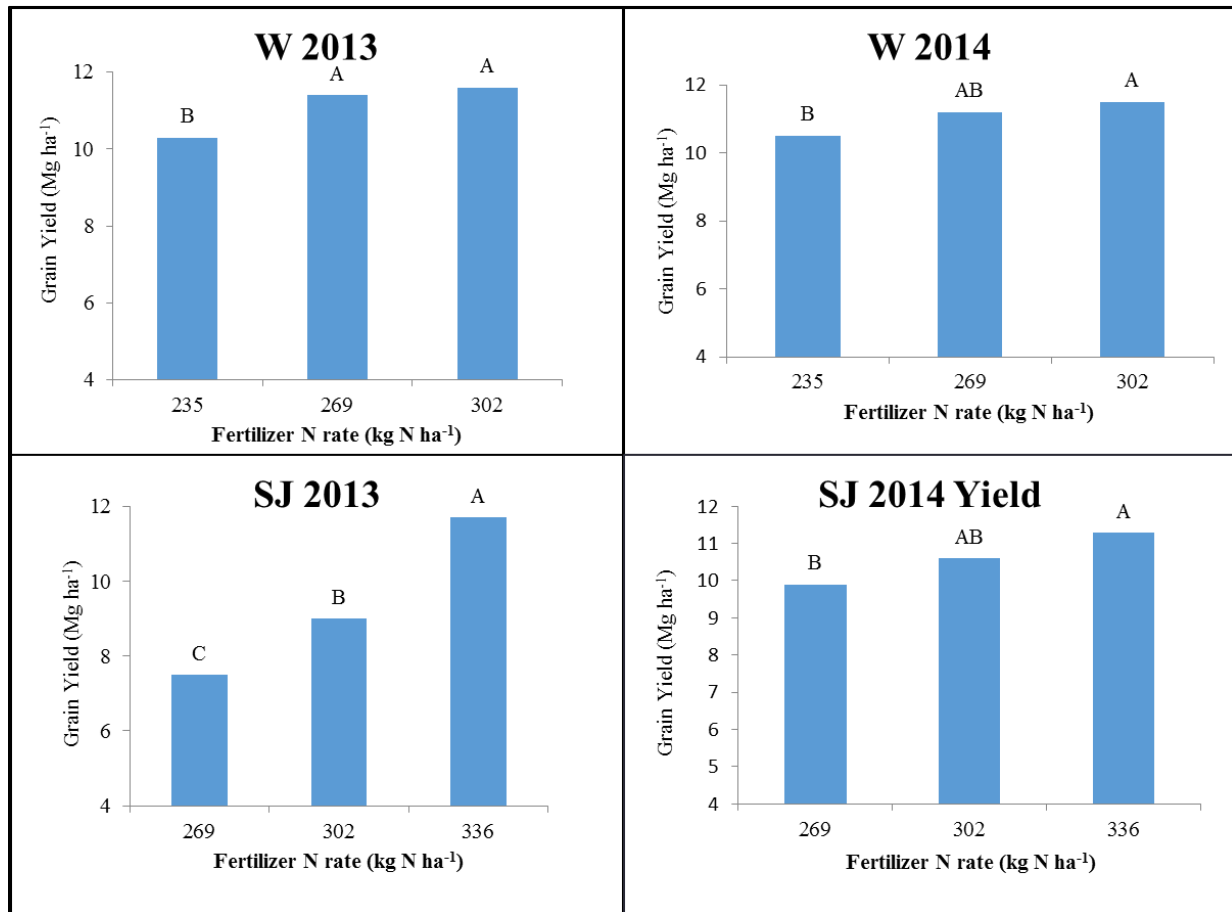 W 2013
Grain Yield (Mg ha⁻¹)
12
10
8
6
4
B
A
A
235
269
302
Fertilizer N rate (kg N ha⁻¹)
W 2014
Grain Yield (Mg ha⁻¹)
12
10
8
6
4
B
AB
A
235
269
302
Fertilizer N rate (kg N ha⁻¹)
SJ 2013
Grain Yield (Mg ha⁻¹)
12
10
8
6
4
C
B
A
269
302
336
Fertilizer N rate (kg N ha⁻¹)
SJ 2014 Yield
Grain Yield (Mg ha⁻¹)
12
11
10
9
8
7
6
5
4
B
AB
A
269
302
336
Fertilizer N rate (kg N ha⁻¹)